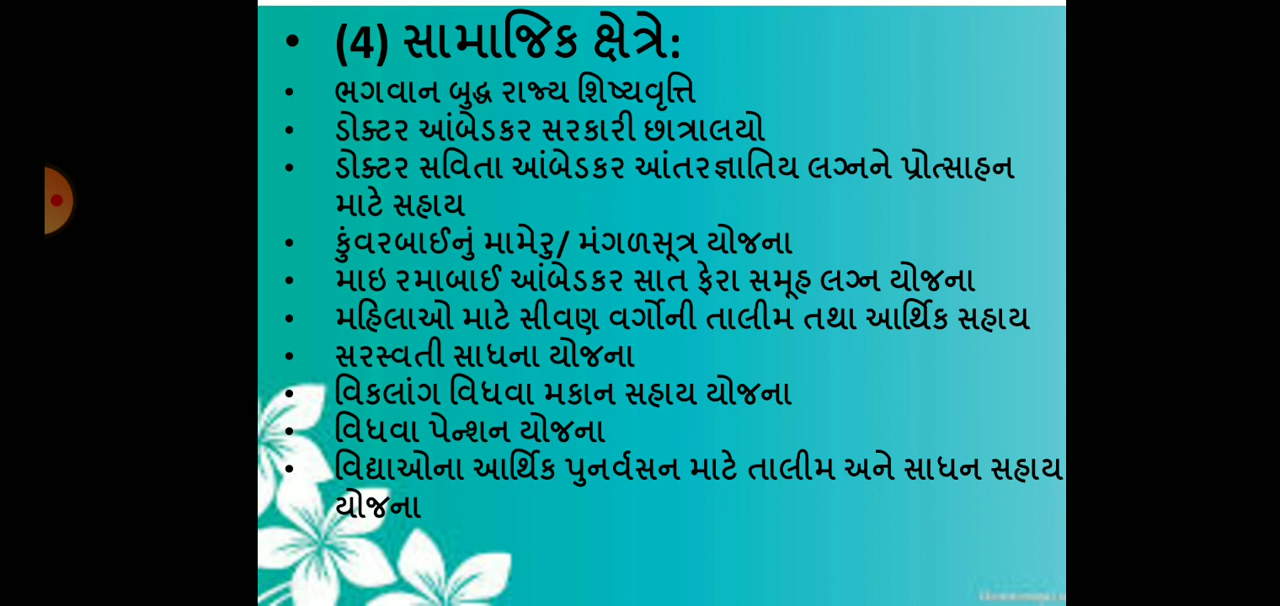 • (4) સામાજિક ક્ષેત્રે:
• ભગવાન બુદ્ધ રાજ્ય શિષ્યવૃત્તિ
• ડોક્ટર આંબેડકર સરકારી છાત્રાલયો
• ડોક્ટર સવિતા આંબેડકર આંતરજ્ઞાતિય લગ્નને પ્રોત્સાહન
માટે સહાય
• કુંવરબાઈનું મામેરુ/ મંગળસૂત્ર યોજના
• માઇ રમાબાઈ આંબેડકર સાત ફેરા સમૂહ લગ્ન યોજના
• મહિલાઓ માટે સીવણ વર્ગોની તાલીમ તથા આર્થિક સહાય
• સરસ્વતી સાધના યોજના
• વિકલાંગ વિધવા મકાન સહાય યોજના
• વિધવા પેન્શન યોજના
• વિદ્યાઓના આર્થિક પુનર્વસન માટે તાલીમ અને સાધન સહાય
યોજના